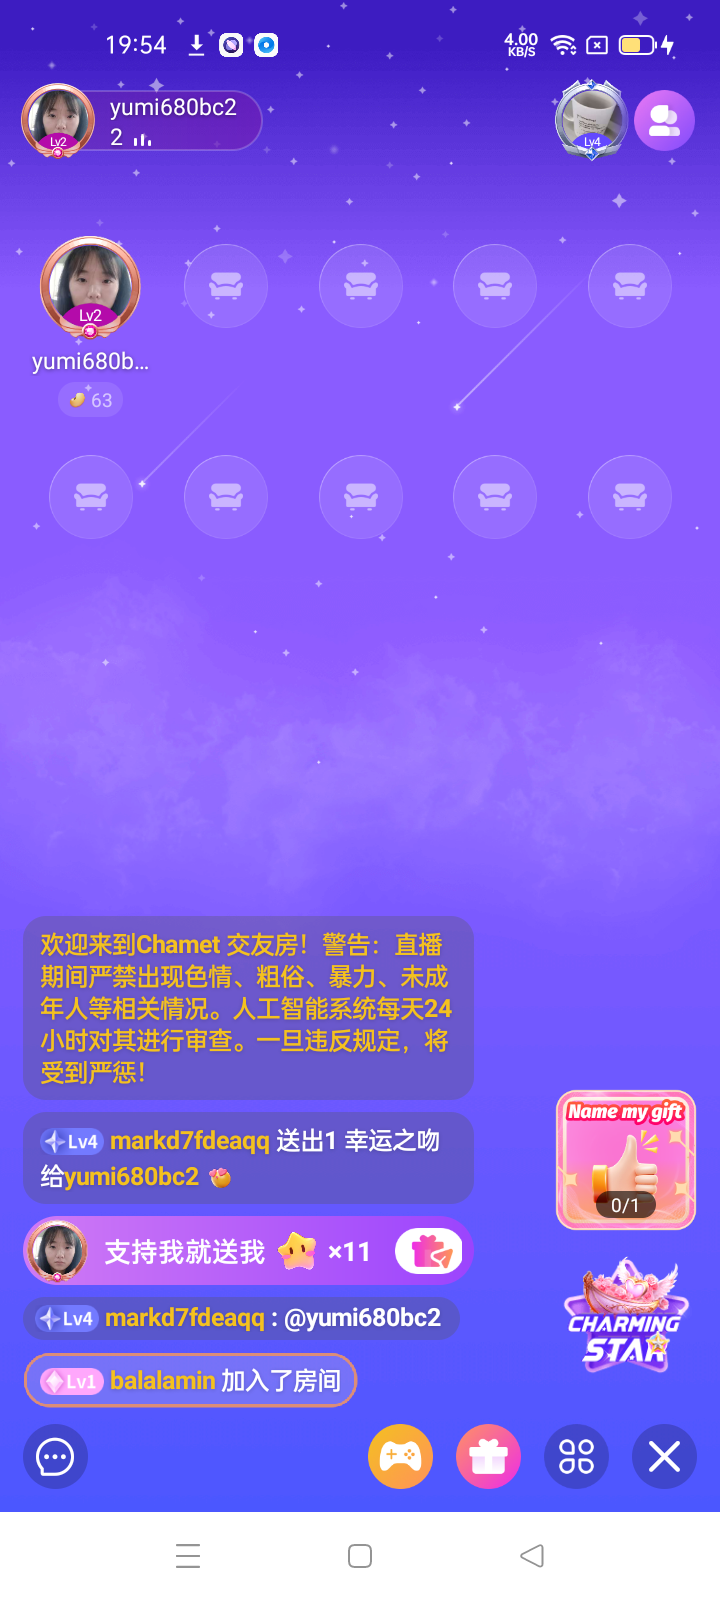 19:54
4.00
KB/S
yumi680bc2
2
Lv2
Lv4
Lv2
yumi680b...
63
欢迎来到Chamet 交友房！警告：直播
期间严禁出现色情、粗俗、暴力、未成
年人等相关情况。人工智能系统每天24
小时对其进行审查。一旦违反规定，将
受到严惩！
Lv4 markd7fdeaqq 送出1 幸运之吻
给yumi680bc2
Name my gift
0/1
支持我就送我 ×11
Lv4 markd7fdeaqq : @yumi680bc2
CHARMING
STAR
Lv1 balalamin 加入了房间